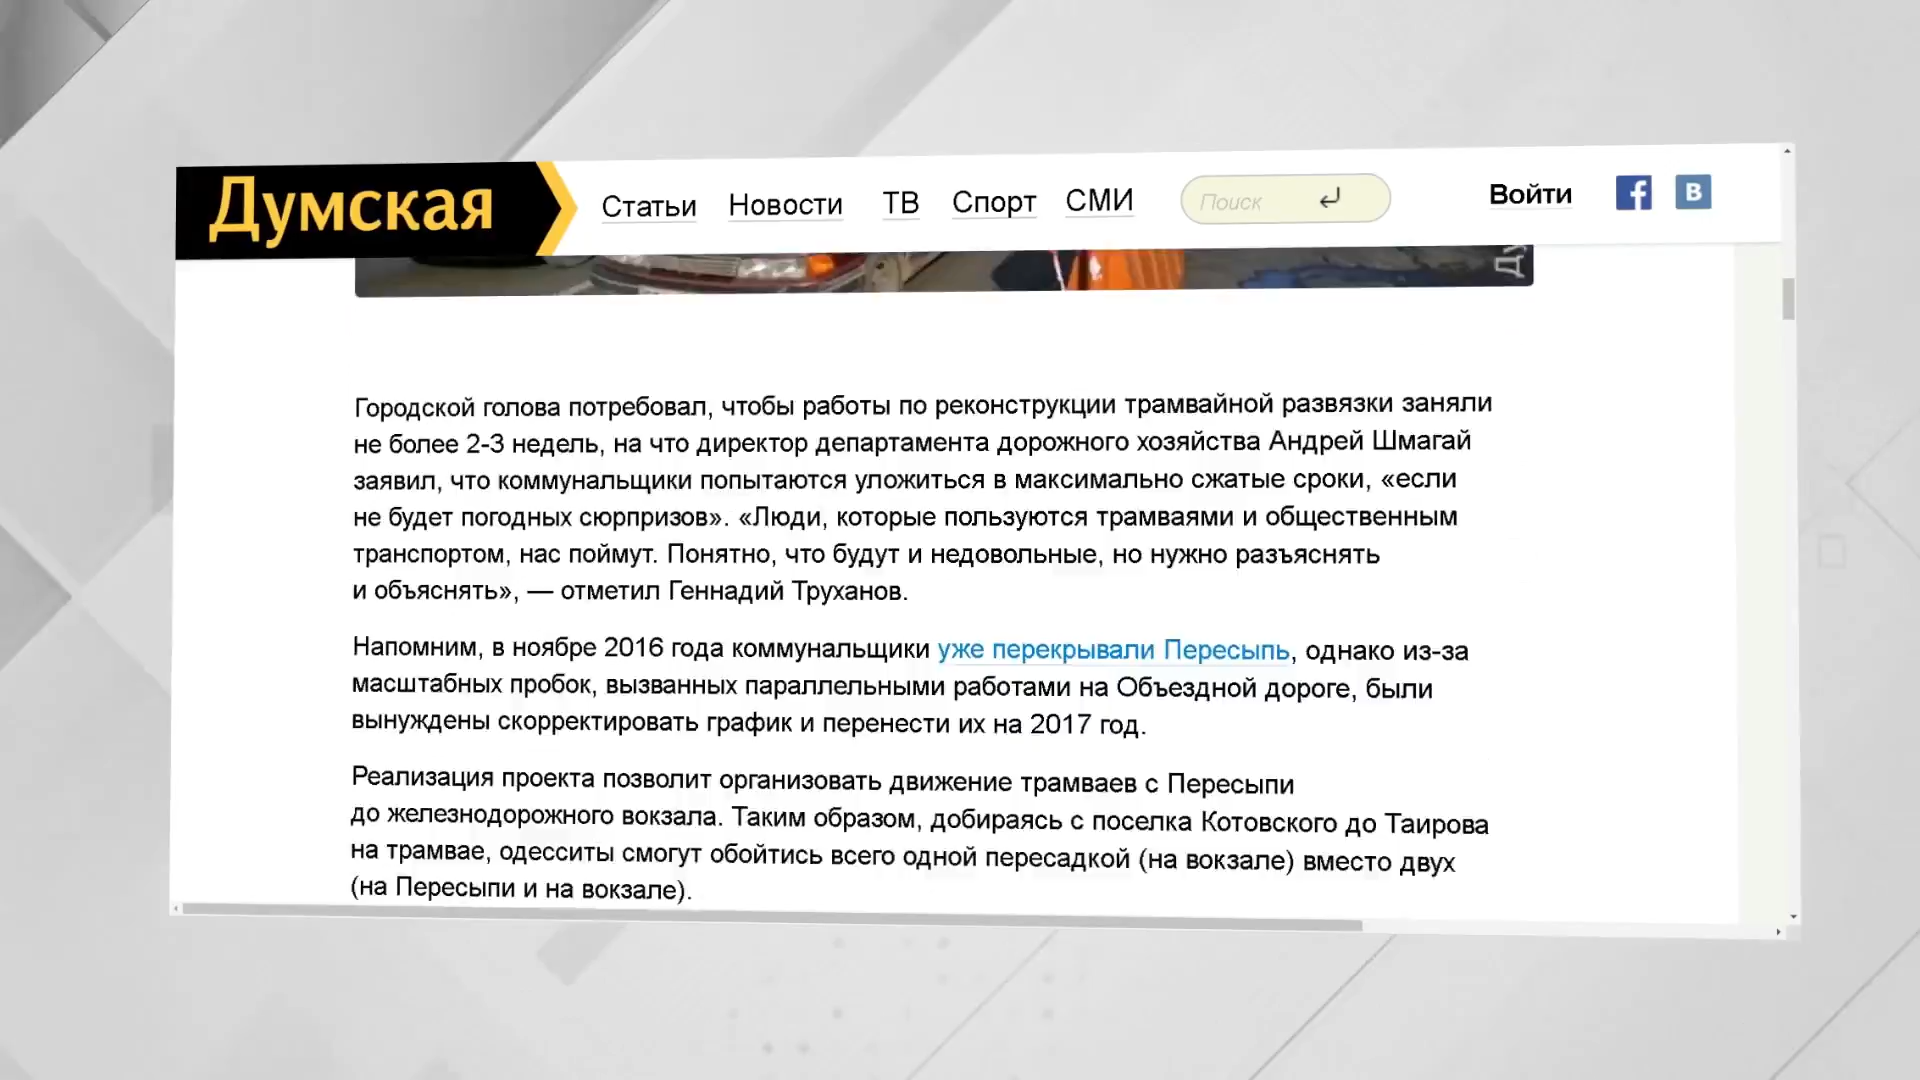 Думская
Статьи Новости ТВ Спорт СМИ Поиск Войти
Городской голова потребовал, чтобы работы по реконструкции трамвайной развязки заняли
не более 2-3 недель, на что директор департамента дорожного хозяйства Андрей Шмагай
заявил, что коммунальщики попытаются уложиться в максимально сжатые сроки, «если
не будет погодных сюрпризов». «Люди, которые пользуются трамваями и общественным
транспортом, нас поймут. Понятно, что будут и недовольные, но нужно разъяснять
и объяснять», — отметил Геннадий Труханов.
Напомним, в ноябре 2016 года коммунальщики уже перекрывали Пересыпь, однако из-за
масштабных пробок, вызванных параллельными работами на Объездной дороге, были
вынуждены скорректировать график и перенести их на 2017 год.
Реализация проекта позволит организовать движение трамваев с Пересыпи
до железнодорожного вокзала. Таким образом, добираясь с поселка Котовского до Таирова
на трамвае, одесситы смогут обойтись всего одной пересадкой (на вокзале) вместо двух
(на Пересыпи и на вокзале).